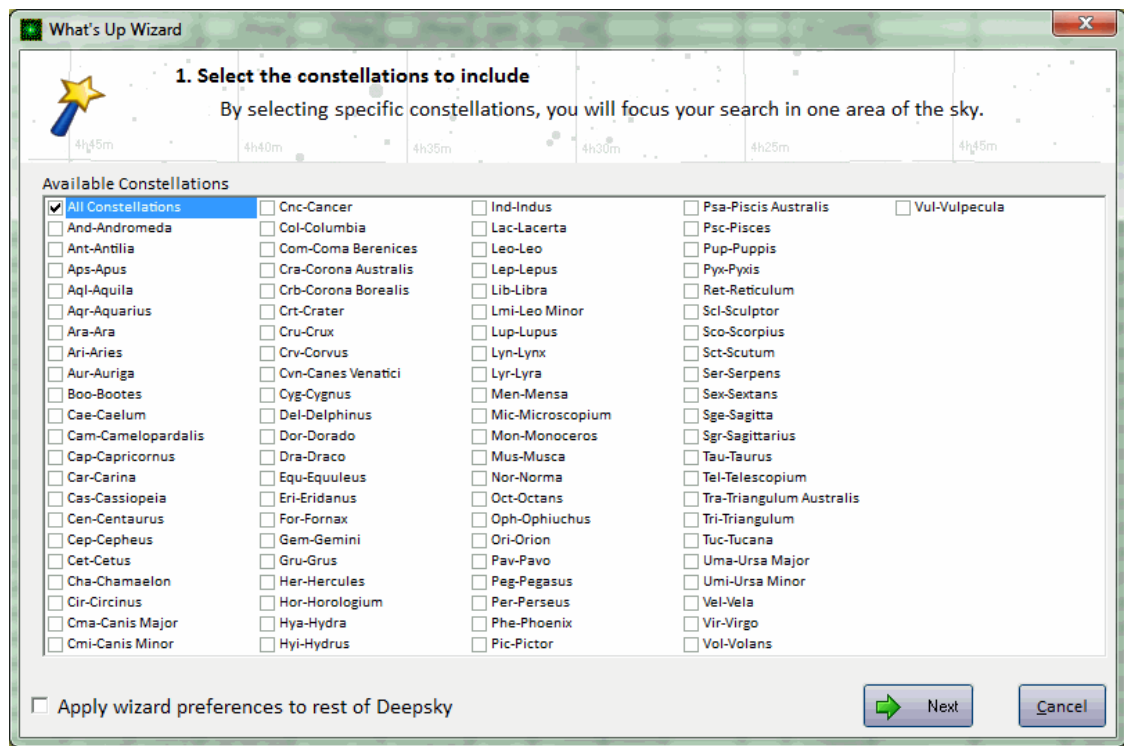 What's Up Wizard
1. Select the constellations to include
By selecting specific constellations, you will focus your search in one area of the sky.
4h45m 4h40m 4h35m 4h30m 4h25m 4h45m
Available Constellations
All Constellations
And-Andromeda
Ant-Antilia
Aps-Apus
Aql-Aquila
Aqr-Aquarius
Ara-Ara
Ari-Aries
Aur-Auriga
Boo-Bootes
Cae-Caelum
Cam-Camelopardalis
Cap-Capricornus
Car-Carina
Cas-Cassiopeia
Cen-Centaurus
Cep-Cepheus
Cet-Cetus
Cha-Chamaelon
Cir-Circinus
Cma-Canis Major
Cmi-Canis Minor
Cnc-Cancer
Col-Columbia
Com-Coma Berenices
Cra-Corona Australis
Crb-Corona Borealis
Crt-Crater
Cru-Crux
Crv-Corvus
Cvn-Canes Venatici
Cyg-Cygnus
Del-Delphinus
Dor-Dorado
Dra-Draco
Equ-Equuleus
Eri-Eridanus
For-Fornax
Gem-Gemini
Gru-Grus
Her-Hercules
Hor-Horologium
Hya-Hydra
Hyi-Hydrus
Ind-Indus
Lac-Lacerta
Leo-Leo
Lep-Lepus
Lib-Libra
Lmi-Leo Minor
Lup-Lupus
Lyn-Lynx
Lyr-Lyra
Men-Mensa
Mic-Microscopium
Mon-Monoceros
Mus-Musca
Nor-Norma
Oct-Octans
Oph-Ophiuchus
Ori-Orion
Pav-Pavo
Peg-Pegasus
Per-Perseus
Phe-Phoenix
Pic-Pictor
Psa-Piscis Australis
Psc-Pisces
Pup-Puppis
Pyx-Pyxis
Ret-Reticulum
Scl-Sculptor
Sco-Scorpius
Sct-Scutum
Ser-Serpens
Sex-Sextans
Sge-Sagitta
Sgr-Sagittarius
Tau-Taurus
Tel-Telescopium
Tra-Triangulum Australis
Tri-Triangulum
Tuc-Tucana
Uma-Ursa Major
Umi-Ursa Minor
Vel-Vela
Vir-Virgo
Vol-Volans
Vul-Vulpecula
Apply wizard preferences to rest of Deepsky
Next
Cancel